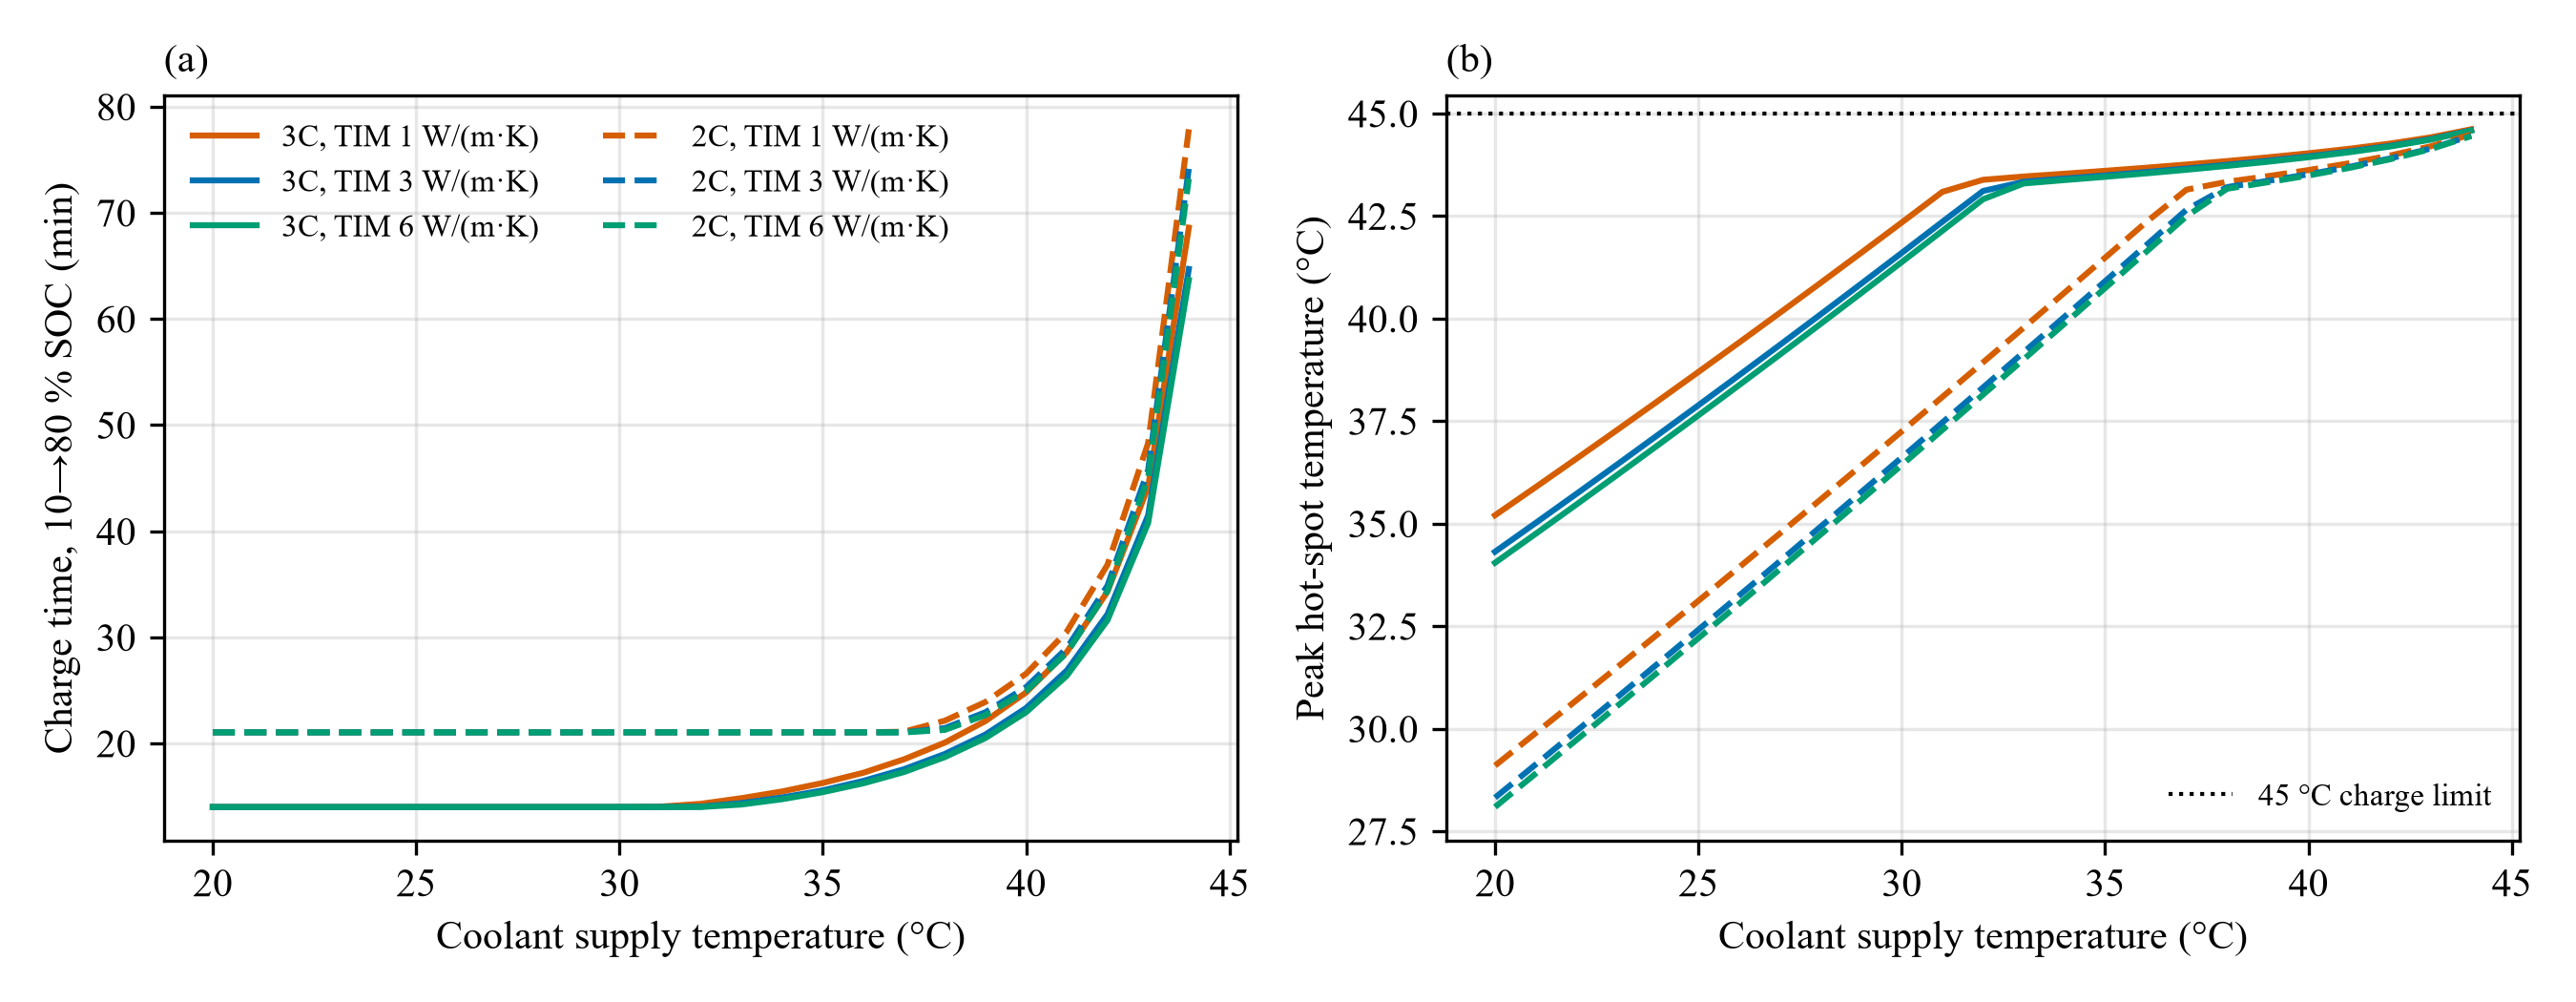 (a)
80
70
60
50
40
30
20
Charge time, 10→80 % SOC (min)
3C, TIM 1 W/(m·K)
3C, TIM 3 W/(m·K)
3C, TIM 6 W/(m·K)
2C, TIM 1 W/(m·K)
2C, TIM 3 W/(m·K)
2C, TIM 6 W/(m·K)
20 25 30 35 40 45
Coolant supply temperature (°C)
(b)
45.0
42.5
40.0
37.5
35.0
32.5
30.0
27.5
Peak hot-spot temperature (°C)
45 °C charge limit
20 25 30 35 40 45
Coolant supply temperature (°C)